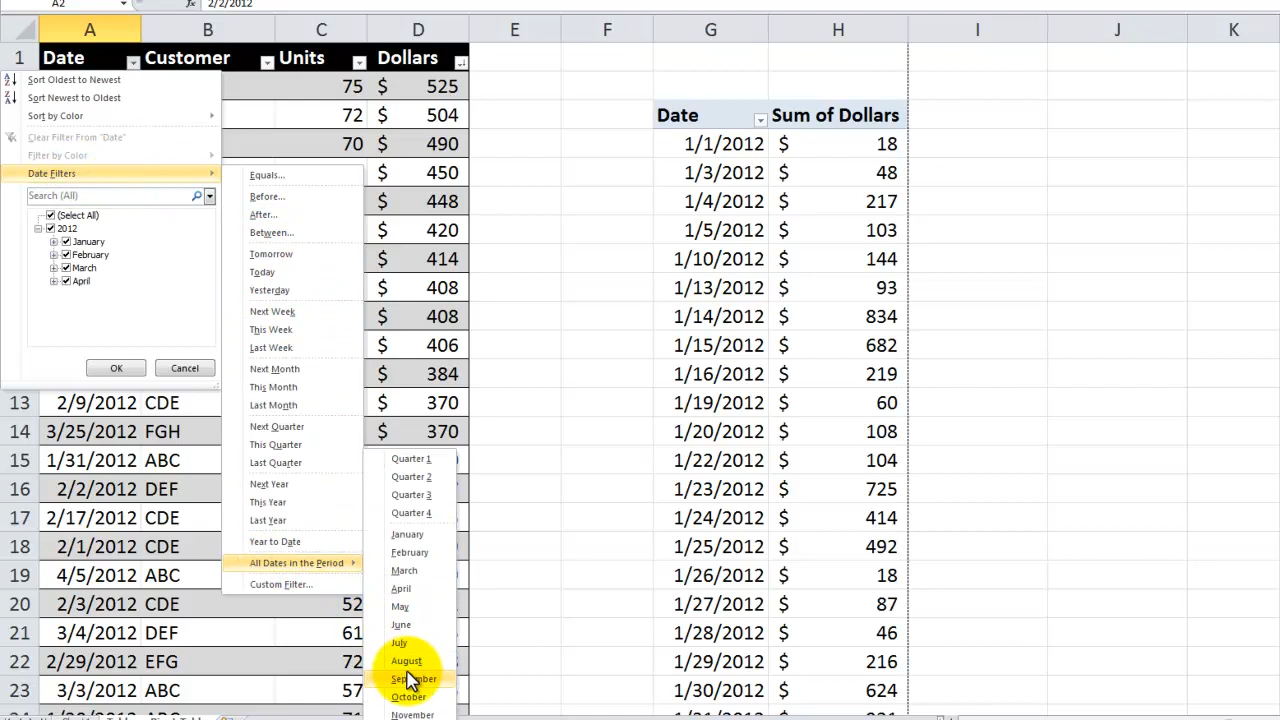 A2 fx 2/2/2012
A B C D E F G H I J K
1 Date Customer Units Dollars
Sort Oldest to Newest
Sort Newest to Oldest
Sort by Color
Clear Filter From "Date"
Filter by Color
Date Filters
Search (All)
(Select All)
2012
January
February
March
April
OK Cancel
Equals...
Before...
After...
Between...
Tomorrow
Today
Yesterday
Next Week
This Week
Last Week
Next Month
This Month
Last Month
Next Quarter
This Quarter
Last Quarter
Next Year
This Year
Last Year
Year to Date
All Dates in the Period
Custom Filter...
Quarter 1
Quarter 2
Quarter 3
Quarter 4
January
February
March
April
May
June
July
August
September
October
November
75 $ 525
72 $ 504
70 $ 490
$ 450
$ 448
$ 420
$ 414
$ 408
$ 408
$ 406
$ 384
13 2/9/2012 CDE $ 370
14 3/25/2012 FGH $ 370
15 1/31/2012 ABC
16 2/2/2012 DEF
17 2/17/2012 CDE
18 2/1/2012 CDE
19 4/5/2012 ABC
20 2/3/2012 CDE 52
21 3/4/2012 DEF 61
22 2/29/2012 EFG 72
23 3/3/2012 ABC 57
Date Sum of Dollars
1/1/2012 $ 18
1/3/2012 $ 48
1/4/2012 $ 217
1/5/2012 $ 103
1/10/2012 $ 144
1/13/2012 $ 93
1/14/2012 $ 834
1/15/2012 $ 682
1/16/2012 $ 219
1/19/2012 $ 60
1/20/2012 $ 108
1/22/2012 $ 104
1/23/2012 $ 725
1/24/2012 $ 414
1/25/2012 $ 492
1/26/2012 $ 18
1/27/2012 $ 87
1/28/2012 $ 46
1/29/2012 $ 216
1/30/2012 $ 624